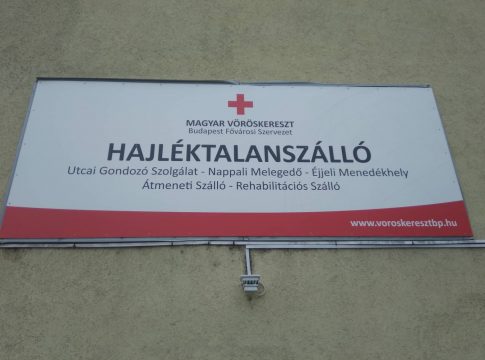 MAGYAR VÖRÖSKERESZT
Budapest Fővárosi Szervezet
HAJLÉKTALANSZÁLLÓ
Utcai Gondozó Szolgálat - Nappali Melegedő - Éjjeli Menedékhely
Átmeneti Szálló - Rehabilitációs Szálló
www.voroskeresztbp.hu